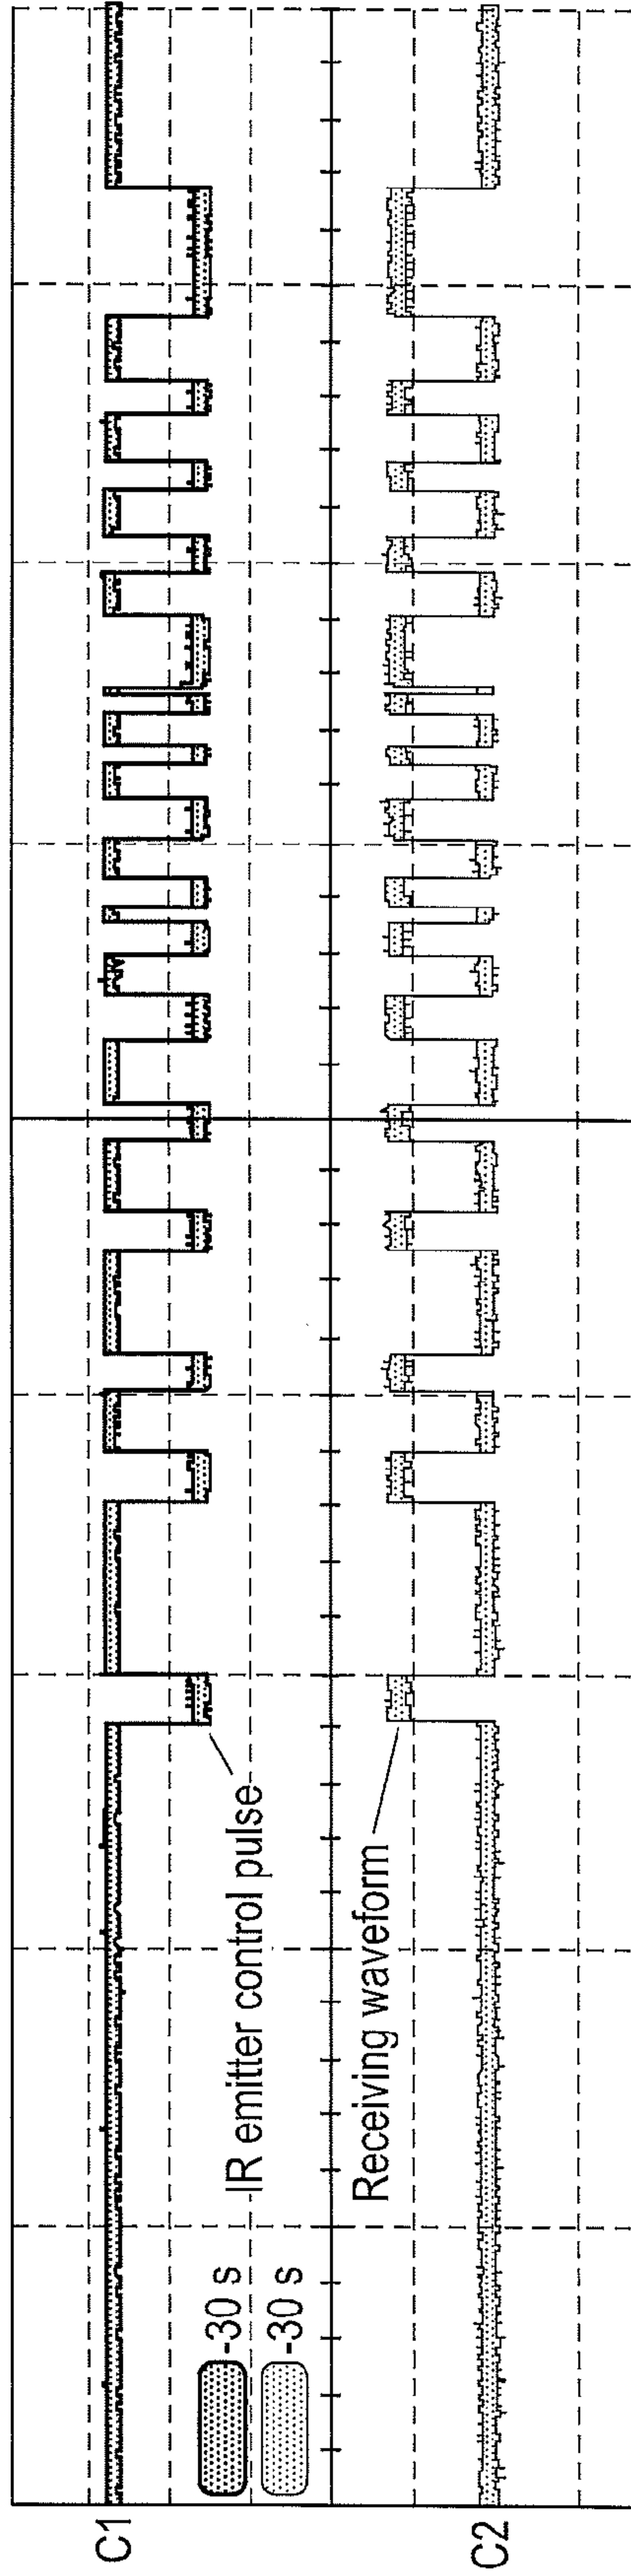 C1
-30 s
-30 s
IR emitter control pulse
Receiving waveform
C2